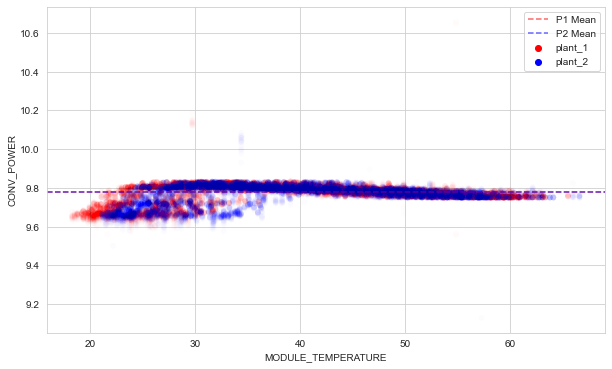 10.6
10.4
10.2
10.0
9.8
9.6
9.4
9.2
CONV_POWER
20
30
40
50
60
MODULE_TEMPERATURE
P1 Mean
P2 Mean
plant_1
plant_2